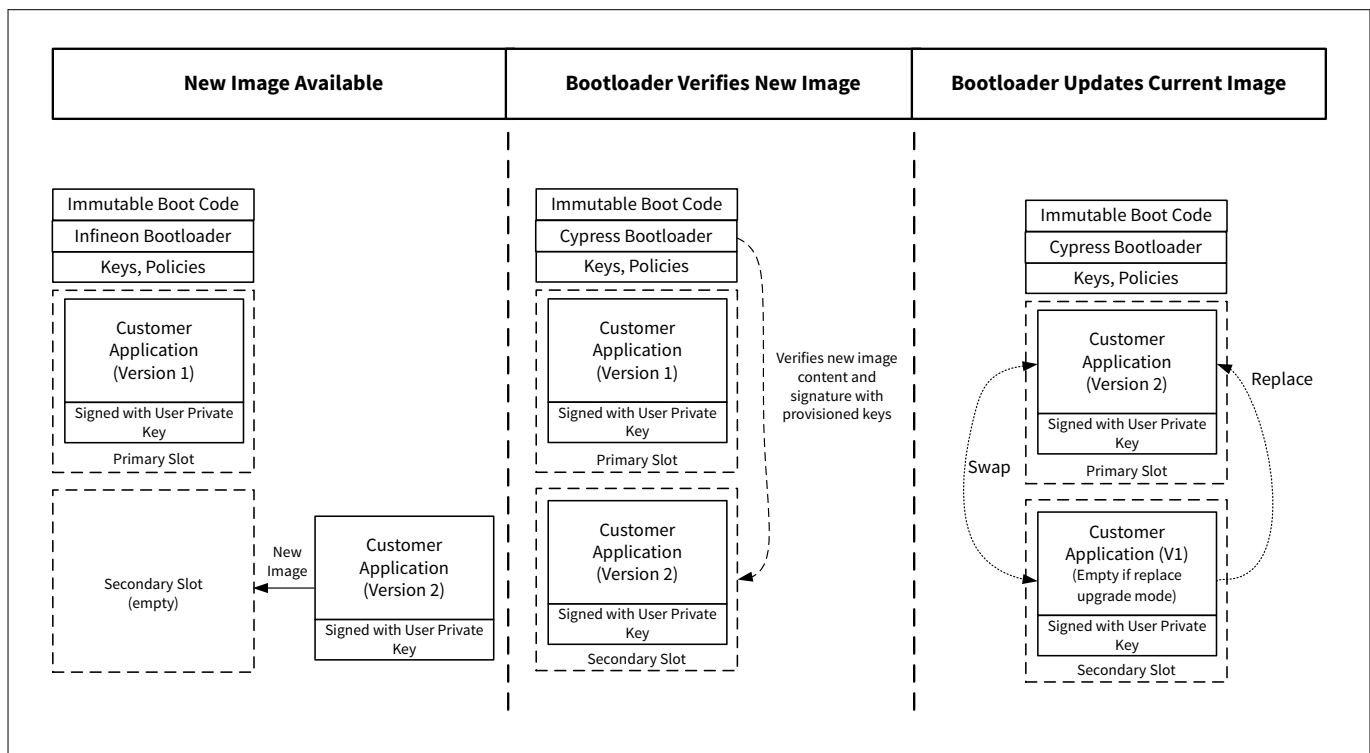 New Image Available
Bootloader Verifies New Image
Bootloader Updates Current Image
Immutable Boot Code
Infineon Bootloader
Keys, Policies
Customer
Application
(Version 1)
Signed with User Private
Key
Primary Slot
Secondary Slot
(empty)
New
Image
Customer
Application
(Version 2)
Signed with User Private
Key
Immutable Boot Code
Cypress Bootloader
Keys, Policies
Customer
Application
(Version 1)
Signed with User Private
Key
Primary Slot
Verifies new image
content and
signature with
provisioned keys
Customer
Application
(Version 2)
Signed with User Private
Key
Secondary Slot
Immutable Boot Code
Cypress Bootloader
Keys, Policies
Customer
Application
(Version 2)
Signed with User Private
Key
Primary Slot
Replace
Swap
Customer
Application (V1)
(Empty if replace
upgrade mode)
Signed with User Private
Key
Secondary Slot